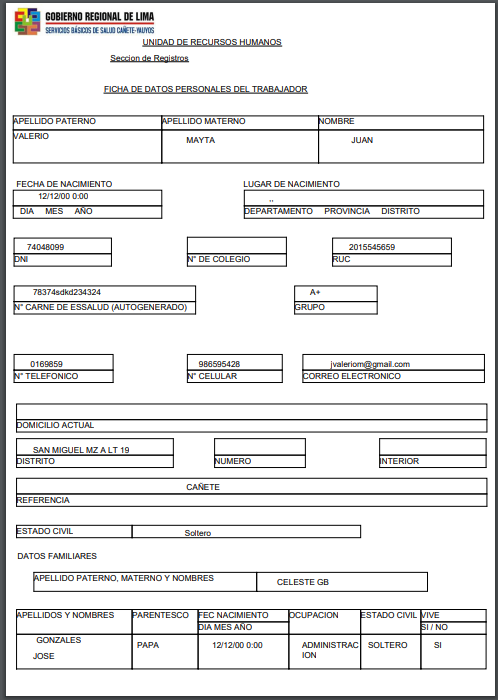 GOBIERNO REGIONAL DE LIMA
SERVICIOS BÁSICOS DE SALUD CAÑETE-YAUYOS
UNIDAD DE RECURSOS HUMANOS
Seccion de Registros
FICHA DE DATOS PERSONALES DEL TRABAJADOR
APELLIDO PATERNO APELLIDO MATERNO NOMBRE
VALERIO MAYTA JUAN
FECHA DE NACIMIENTO LUGAR DE NACIMIENTO
12/12/00 0:00 ,,
DIA MES AÑO DEPARTAMENTO PROVINCIA DISTRITO
74048099 2015545659
DNI N° DE COLEGIO RUC
78374sdkd234324 A+
N° CARNE DE ESSALUD (AUTOGENERADO) GRUPO
0169859 986595428 jvaleriom@gmail.com
N° TELEFONICO N° CELULAR CORREO ELECTRONICO
DOMICILIO ACTUAL
SAN MIGUEL MZ A LT 19
DISTRITO NUMERO INTERIOR
CAÑETE
REFERENCIA
ESTADO CIVIL Soltero
DATOS FAMILIARES
APELLIDO PATERNO, MATERNO Y NOMBRES CELESTE GB
APELLIDOS Y NOMBRES PARENTESCO FEC NACIMIENTO OCUPACION ESTADO CIVIL VIVE
DIA MES AÑO SI / NO
GONZALES PAPA 12/12/00 0:00 ADMINISTRAC SOLTERO SI
JOSE ION